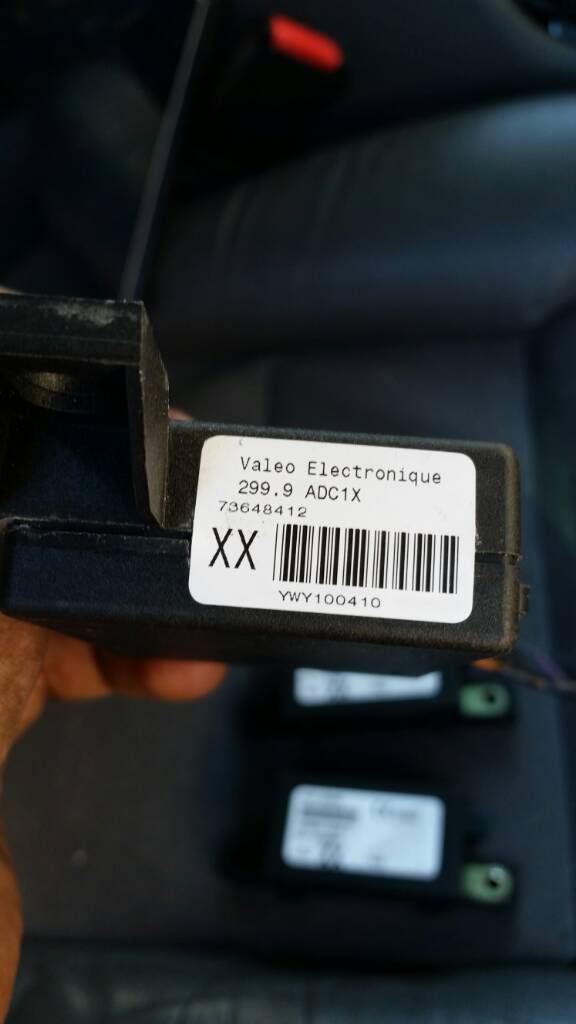 Valeo Electronique
299.9 ADC1X
73648412
XX
YWY100410